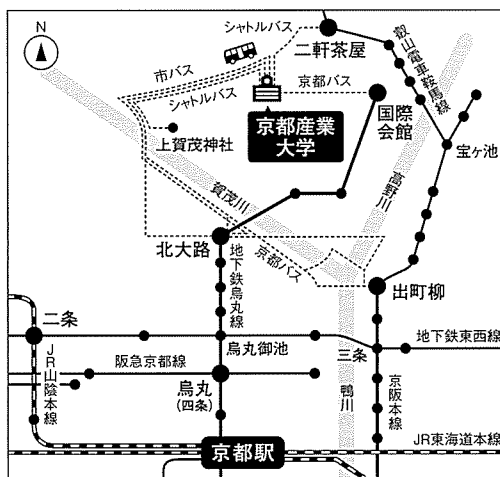 シャトルバス
N
二軒茶屋
叡山電車鞍馬線
市バス
シャトルバス
京都バス
国際
会館
京都産業
大学
上賀茂神社
宝ヶ池
高野川
賀茂川
北大路
京都バス
地下鉄烏丸線
出町柳
二条
地下鉄東西線
烏丸御池
三条
JR山陰本線
阪急京都線
烏丸
(四条)
鴨川
京阪本線
京都駅
JR東海道本線